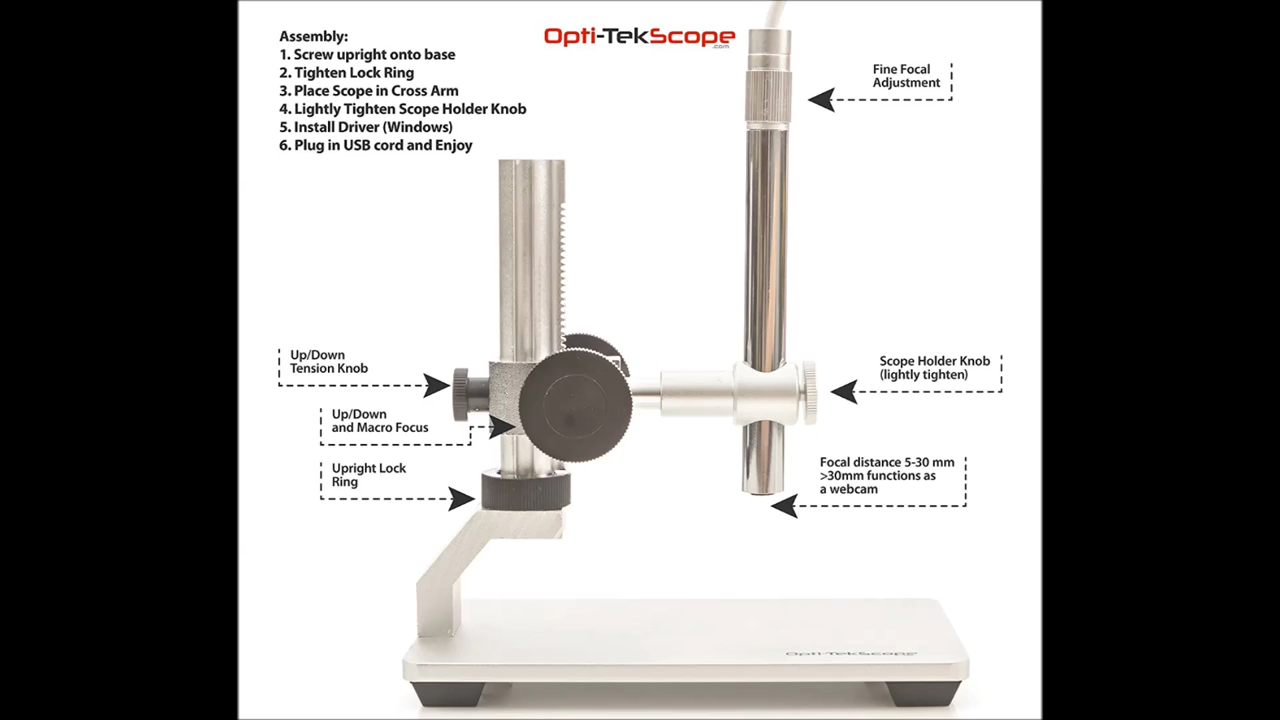 Assembly:
1. Screw upright onto base
2. Tighten Lock Ring
3. Place Scope in Cross Arm
4. Lightly Tighten Scope Holder Knob
5. Install Driver (Windows)
6. Plug in USB cord and Enjoy
Opti-TekScope
.com
Fine Focal
Adjustment
Up/Down
Tension Knob
Scope Holder Knob
(lightly tighten)
Up/Down
and Macro Focus
Upright Lock
Ring
Focal distance 5-30 mm
>30mm functions as
a webcam
Opti-TekScope